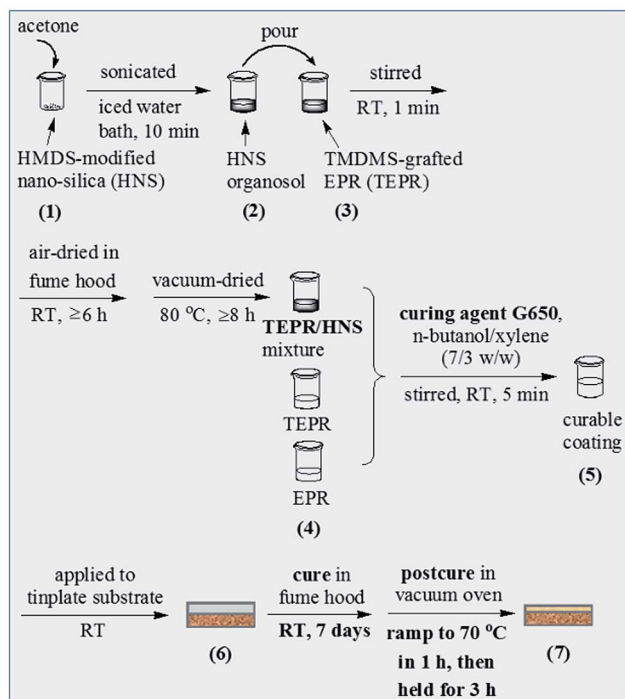 acetone
pour
sonicated
stirred
iced water
bath, 10 min
RT, 1 min
HMDS-modified
nano-silica (HNS)
HNS
organosol
TMDMS-grafted
EPR (TEPR)
(1)
(2)
(3)
air-dried in
fume hood
RT, ≥6 h
vacuum-dried
80 °C, ≥8 h
TEPR/HNS
mixture
TEPR
EPR
(4)
curing agent G650,
n-butanol/xylene
(7/3 w/w)
stirred, RT, 5 min
curable
coating
(5)
applied to
tinplate substrate
RT
(6)
cure in
fume hood
RT, 7 days
postcure in
vacuum oven
ramp to 70 °C
in 1 h, then
held for 3 h
(7)